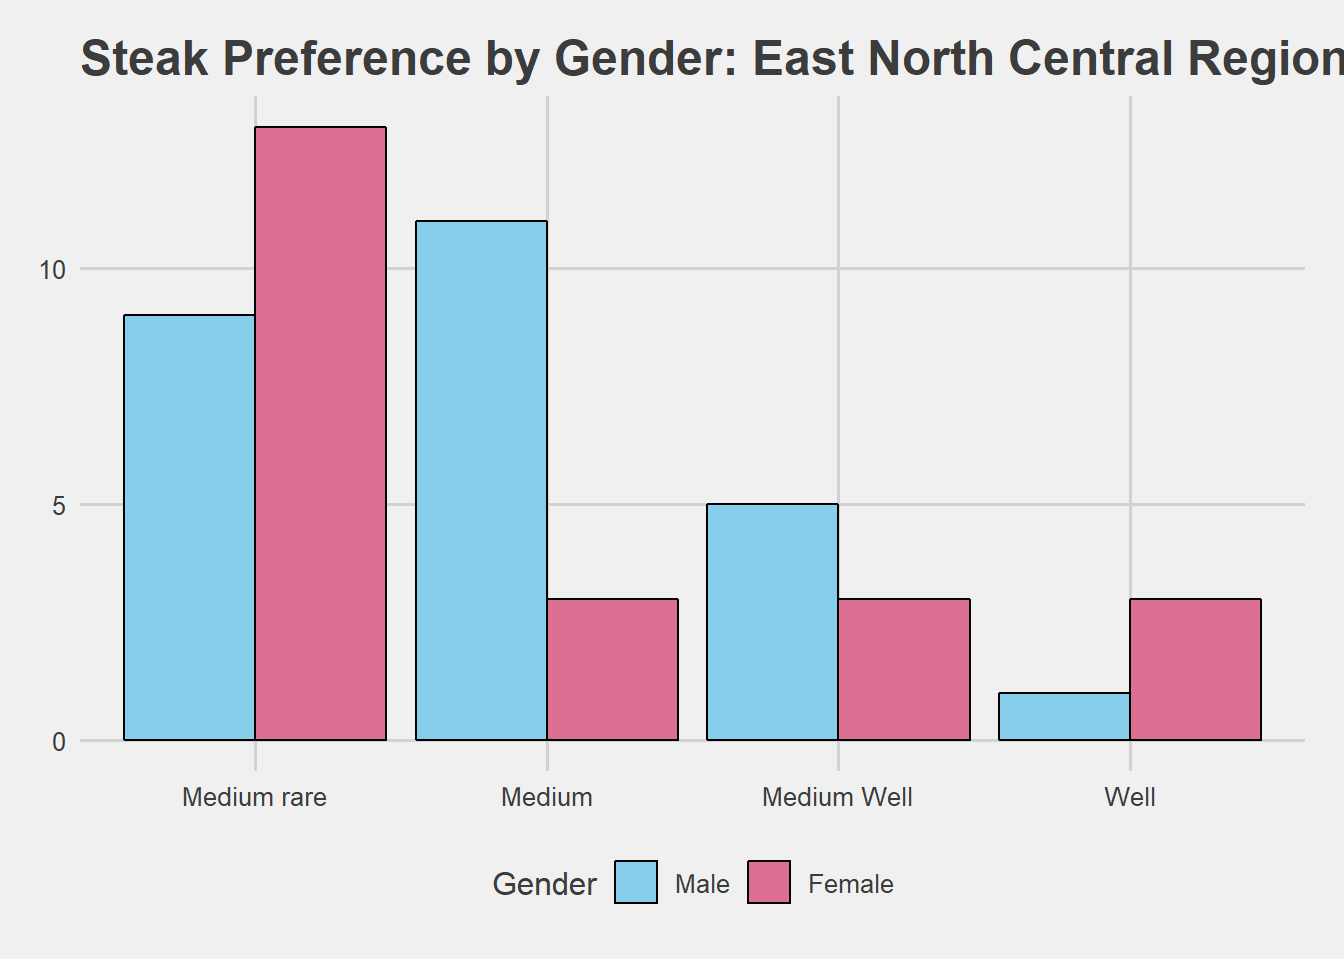 Steak Preference by Gender: East North Central Region
10
5
0
Medium rare Medium Medium Well Well
Gender Male Female